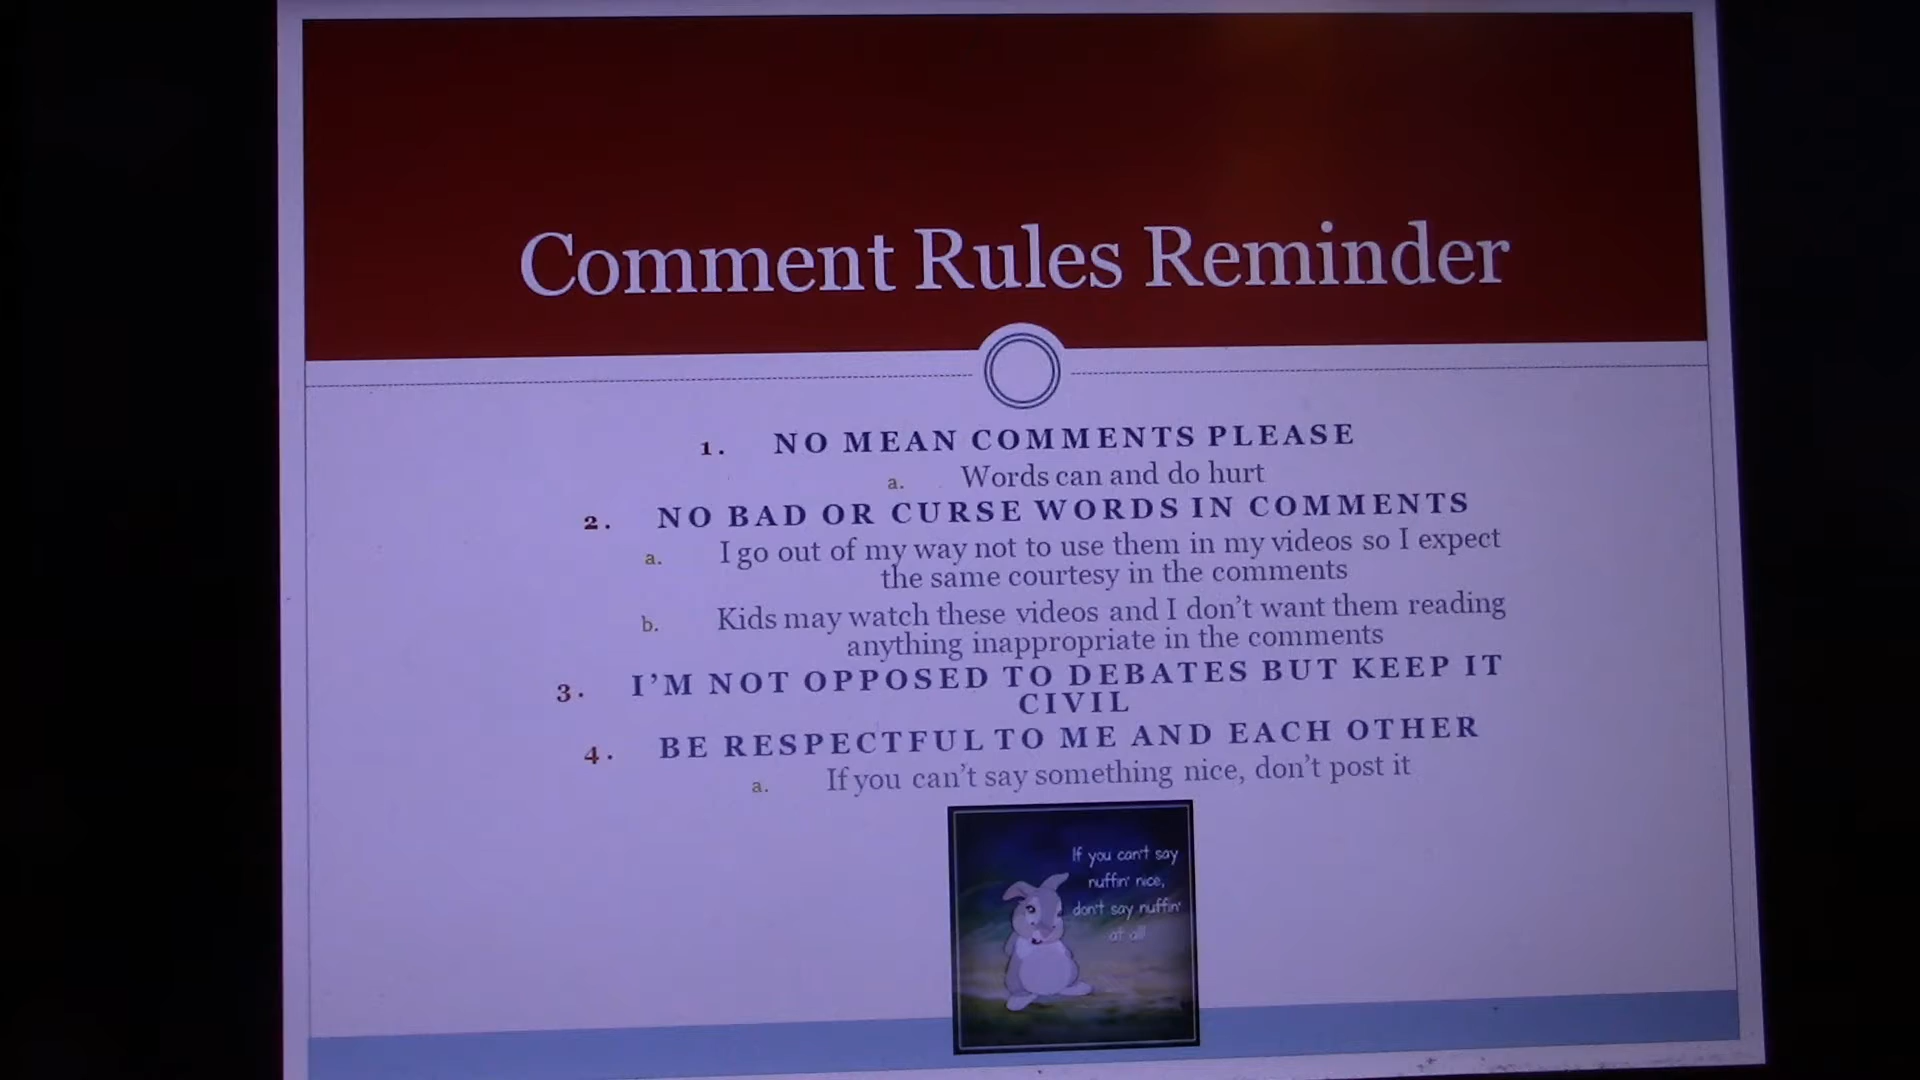 Comment Rules Reminder
1. NO MEAN COMMENTS PLEASE
a. Words can and do hurt
2. NO BAD OR CURSE WORDS IN COMMENTS
a. I go out of my way not to use them in my videos so I expect
the same courtesy in the comments
b. Kids may watch these videos and I don't want them reading
anything inappropriate in the comments
3. I'M NOT OPPOSED TO DEBATES BUT KEEP IT
CIVIL
4. BE RESPECTFUL TO ME AND EACH OTHER
a. If you can't say something nice, don't post it
If you can't say
nuffin' nice,
don't say nuffin'
at all